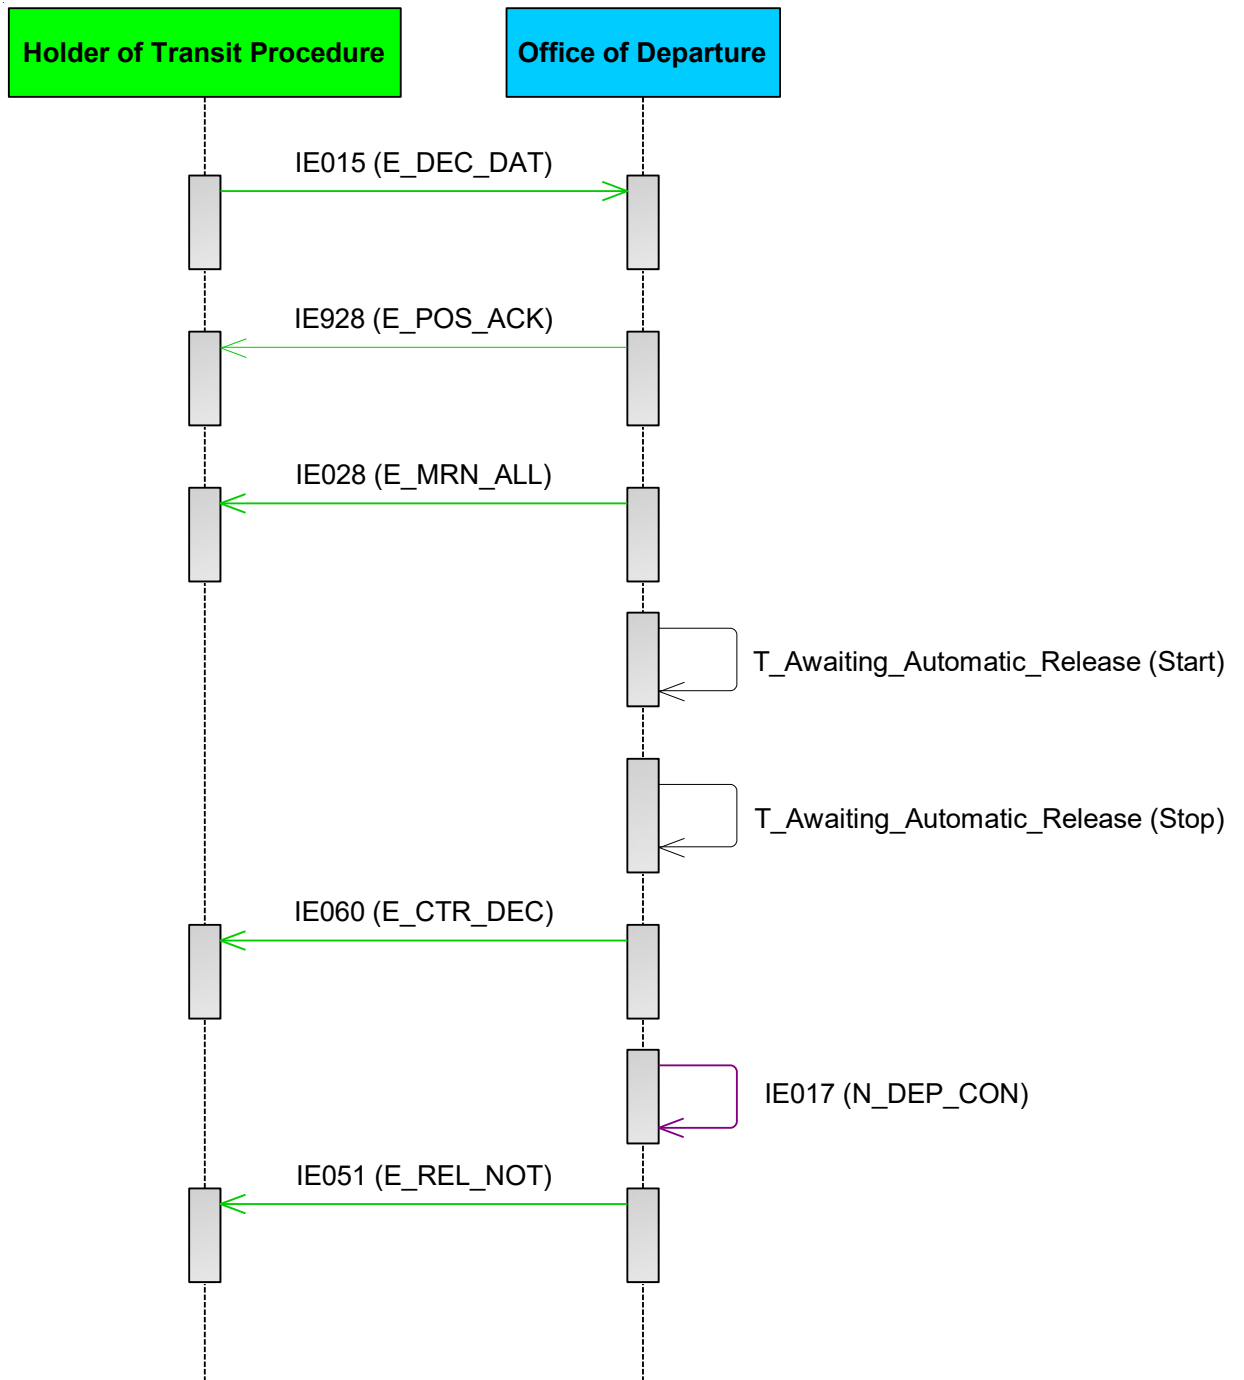 Holder of Transit Procedure
Office of Departure
IE015 (E_DEC_DAT)
IE928 (E_POS_ACK)
IE028 (E_MRN_ALL)
T_Awaiting_Automatic_Release (Start)
T_Awaiting_Automatic_Release (Stop)
IE060 (E_CTR_DEC)
IE017 (N_DEP_CON)
IE051 (E_REL_NOT)